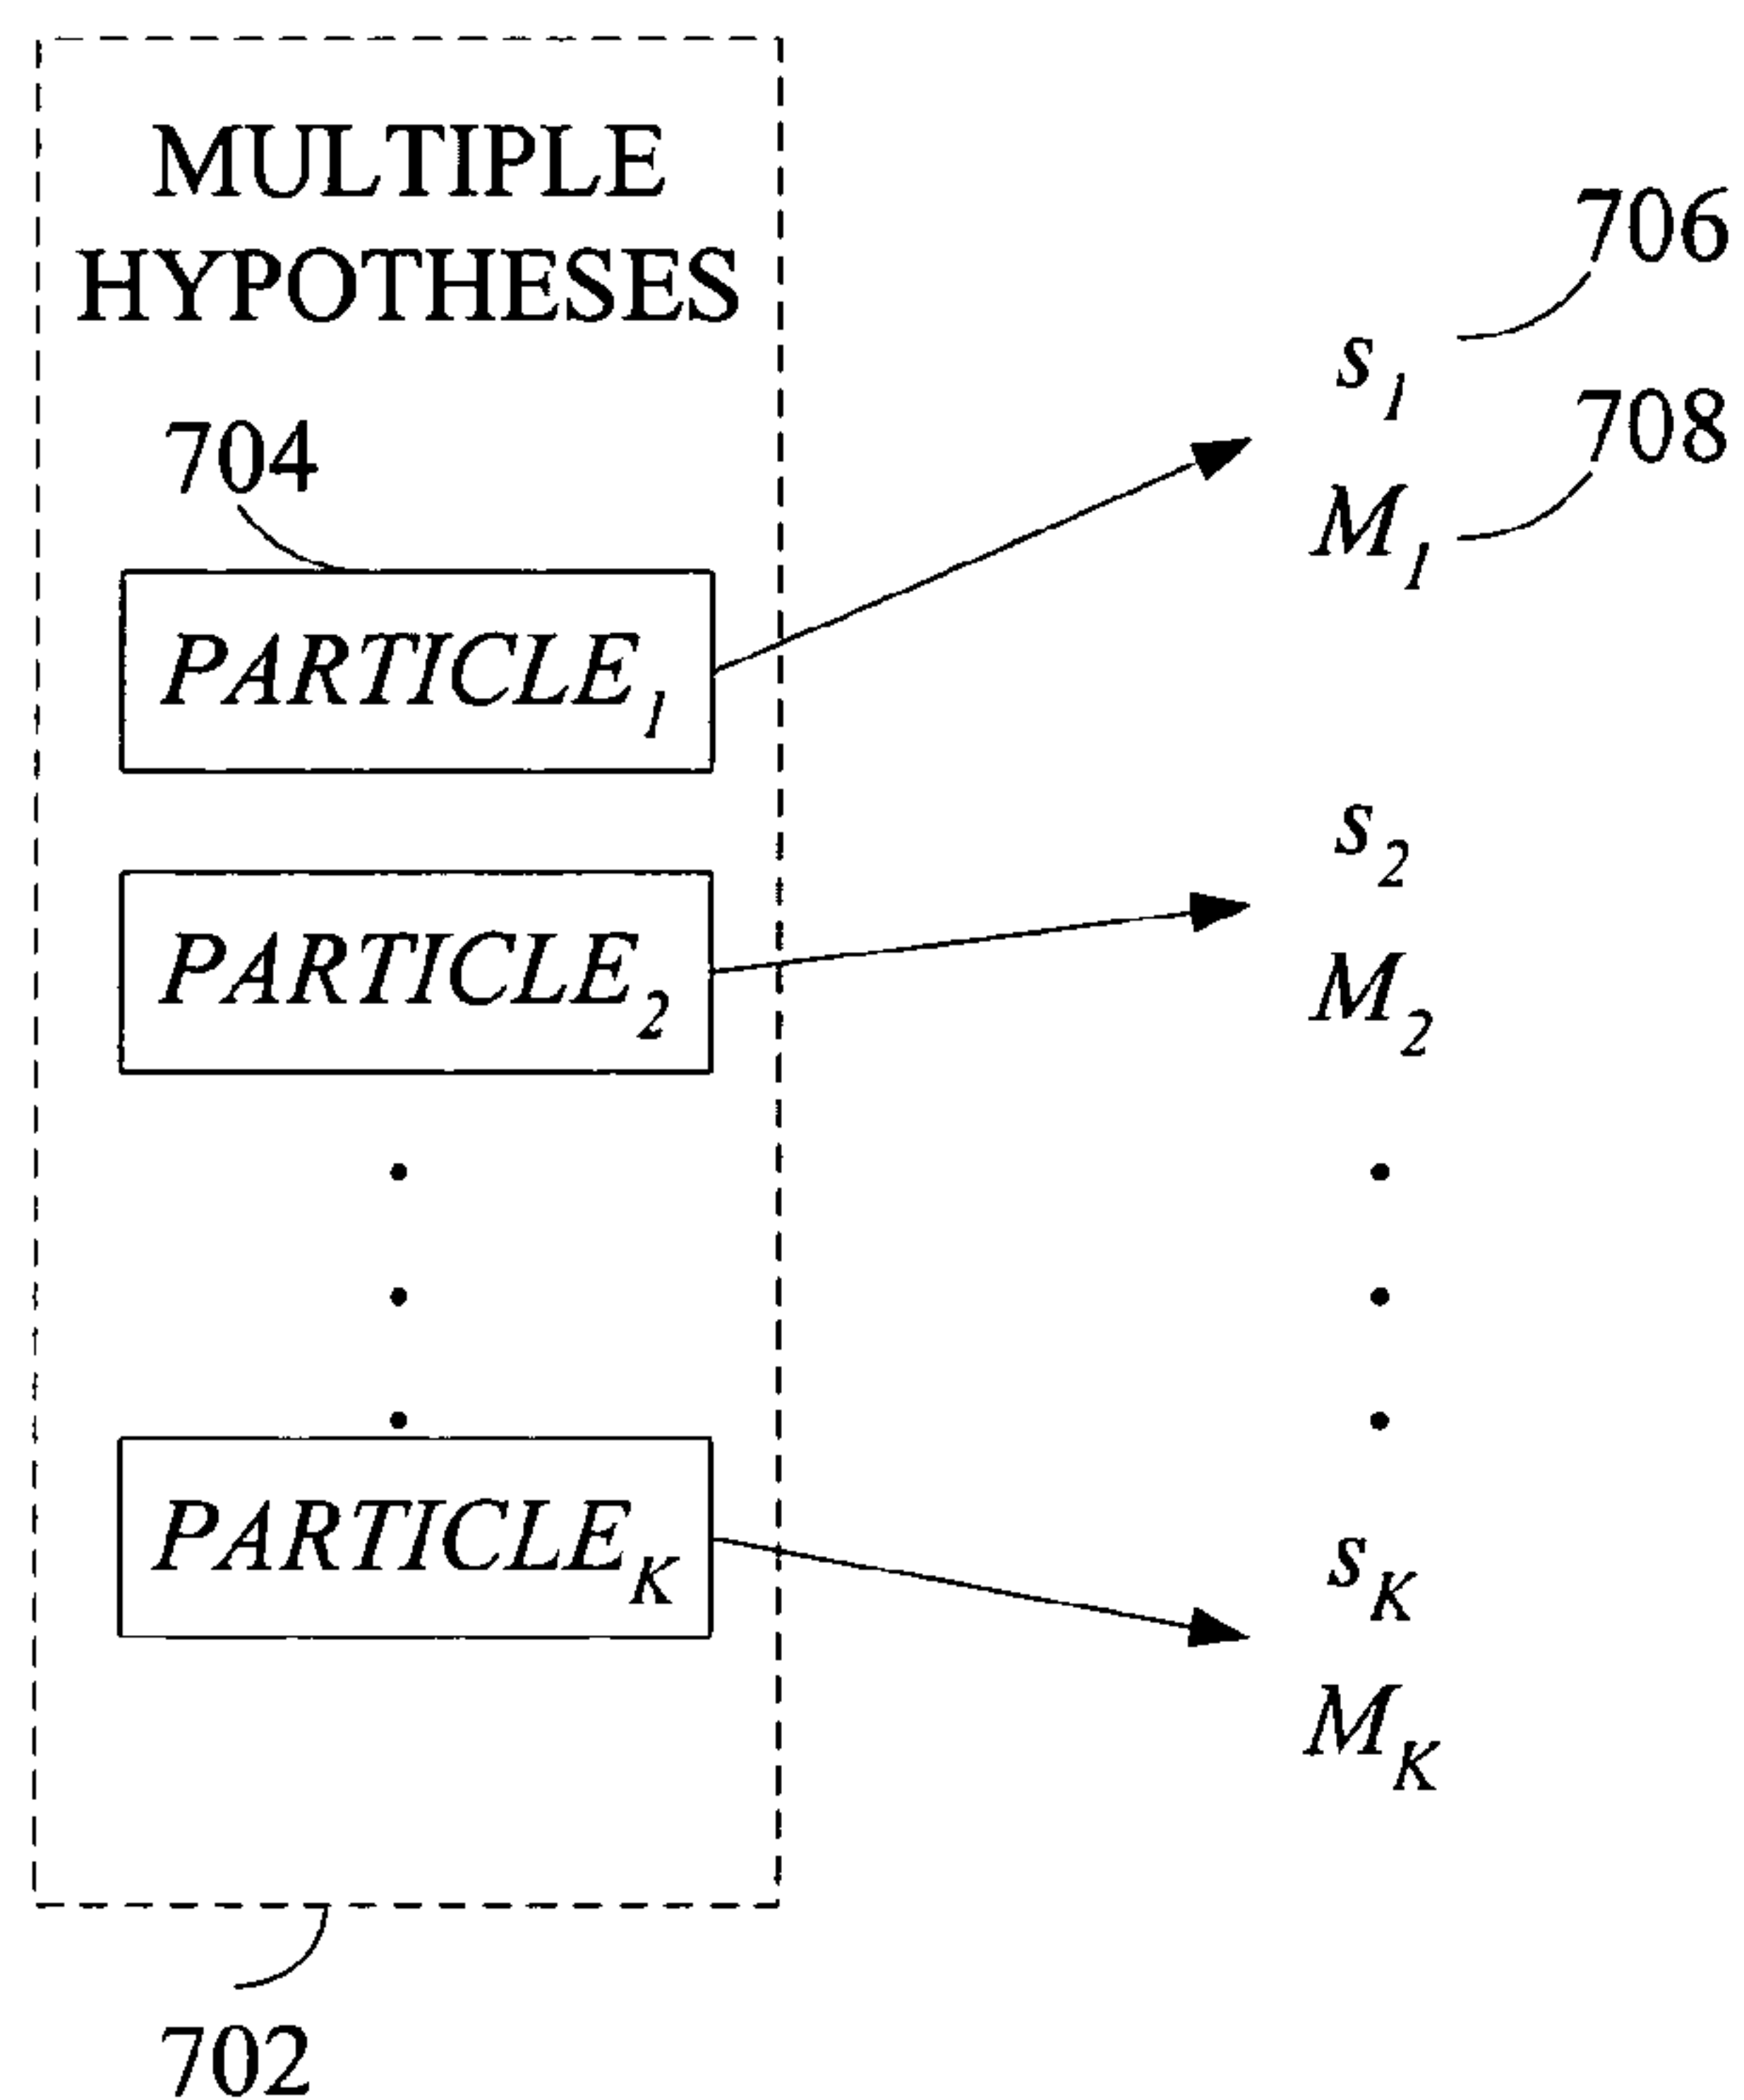 MULTIPLE
HYPOTHESES
704
PARTICLE1
PARTICLE2
PARTICLEK
702
706
s1
708
M1
s2
M2
sK
MK